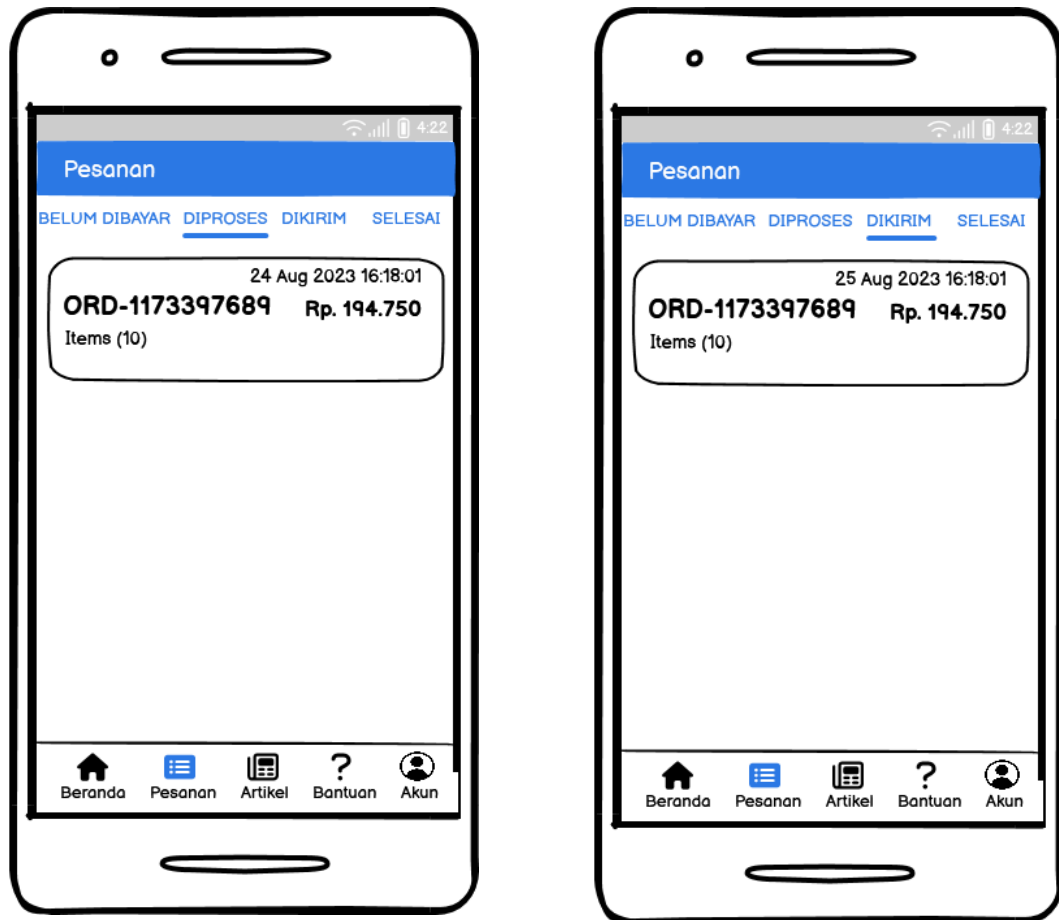 4:22
Pesanan
BELUM DIBAYAR DIPROSES DIKIRIM SELESAI
24 Aug 2023 16:18:01
ORD-1173397689 Rp. 194.750
Items (10)
Beranda Pesanan Artikel Bantuan Akun
4:22
Pesanan
BELUM DIBAYAR DIPROSES DIKIRIM SELESAI
25 Aug 2023 16:18:01
ORD-1173397689 Rp. 194.750
Items (10)
Beranda Pesanan Artikel Bantuan Akun